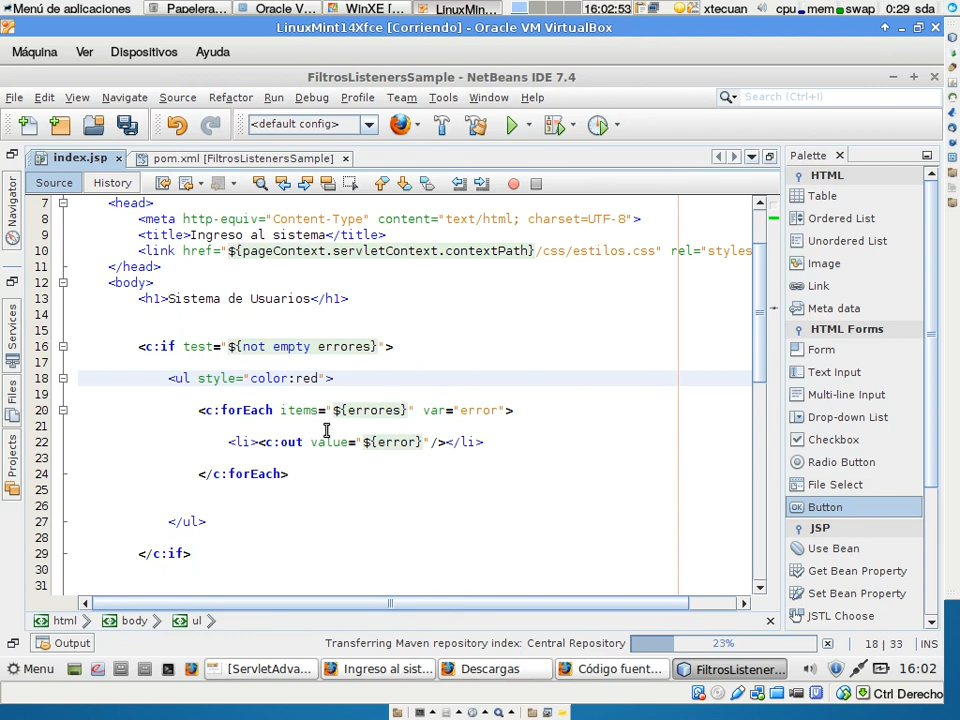 Menú de aplicaciones
Papelera...
Oracle V...
WinXE [...
LinuxMin...
16:02:53
xtecuan
cpu
mem
swap
0:29 sda
LinuxMint14Xfce [Corriendo] - Oracle VM VirtualBox
Máquina Ver Dispositivos Ayuda
FiltrosListenersSample - NetBeans IDE 7.4
File Edit View Navigate Source Refactor Run Debug Profile Team Tools Window Help
Search (Ctrl+I)
<default config>
index.jsp
pom.xml [FiltrosListenersSample]
Palette
Source History
Navigator
Services
Files
Projects
7 <head>
8 <meta http-equiv="Content-Type" content="text/html; charset=UTF-8">
9 <title>Ingreso al sistema</title>
10 <link href="${pageContext.servletContext.contextPath}/css/estilos.css" rel="styles
11 </head>
12 <body>
13 <h1>Sistema de Usuarios</h1>
14
15
16 <c:if test="${not empty errores}">
17
18 <ul style="color:red">
19
20 <c:forEach items="${errores}" var="error">
21
22 <li><c:out value="${error}"/></li>
23
24 </c:forEach>
25
26
27 </ul>
28
29 </c:if>
30
31
HTML
Table
Ordered List
Unordered List
Image
Link
Meta data
HTML Forms
Form
Text Input
Multi-line Input
Drop-down List
Checkbox
Radio Button
File Select
OK Button
JSP
Use Bean
Get Bean Property
Set Bean Property
JSTL Choose
html body ul
Output
Transferring Maven repository index: Central Repository
23%
18 | 33
INS
Menu
[ServletAdva...
Ingreso al sist...
Descargas
Código fuent...
FiltrosListener...
16:02
Ctrl Derecho